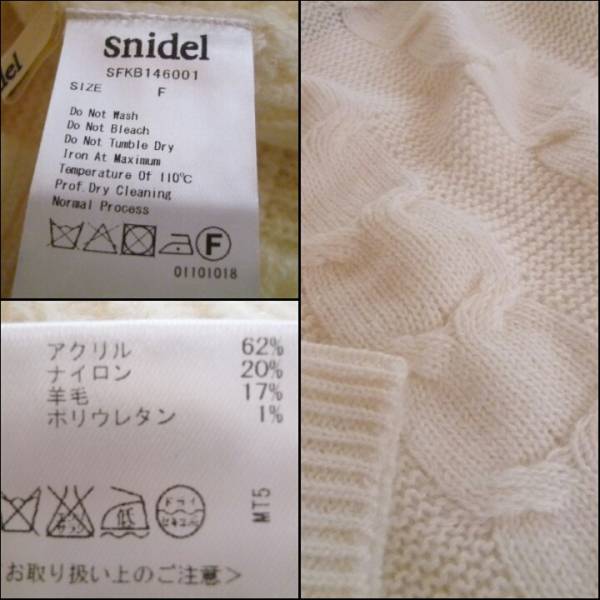 del
snidel
SFKB146001
SIZE F
Do Not Wash
Do Not Bleach
Do Not Tumble Dry
Iron At Maximum
Temperature Of 110℃
Prof.Dry Cleaning
Normal Process
F
01101018
アクリル 62%
ナイロン 20%
羊毛 17%
ポリウレタン 1%
低
ドライ
セキユ系
MT5
お取り扱い上のご注意>